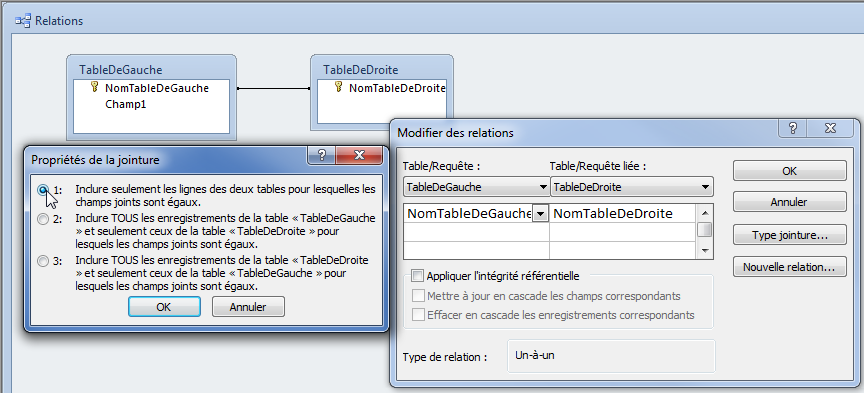 Relations
TableDeGauche
NomTableDeGauche
Champ1
TableDeDroite
NomTableDeDroite
Propriétés de la jointure
1: Inclure seulement les lignes des deux tables pour lesquelles les
champs joints sont égaux.
2: Inclure TOUS les enregistrements de la table « TableDeGauche
» et seulement ceux de la table « TableDeDroite » pour
lesquels les champs joints sont égaux.
3: Inclure TOUS les enregistrements de la table « TableDeDroite
» et seulement ceux de la table « TableDeGauche » pour
lesquels les champs joints sont égaux.
OK
Annuler
Modifier des relations
Table/Requête :
Table/Requête liée :
TableDeGauche
TableDeDroite
NomTableDeGauche
NomTableDeDroite
Appliquer l'intégrité référentielle
Mettre à jour en cascade les champs correspondants
Effacer en cascade les enregistrements correspondants
Type de relation :
Un-à-un
OK
Annuler
Type jointure...
Nouvelle relation...